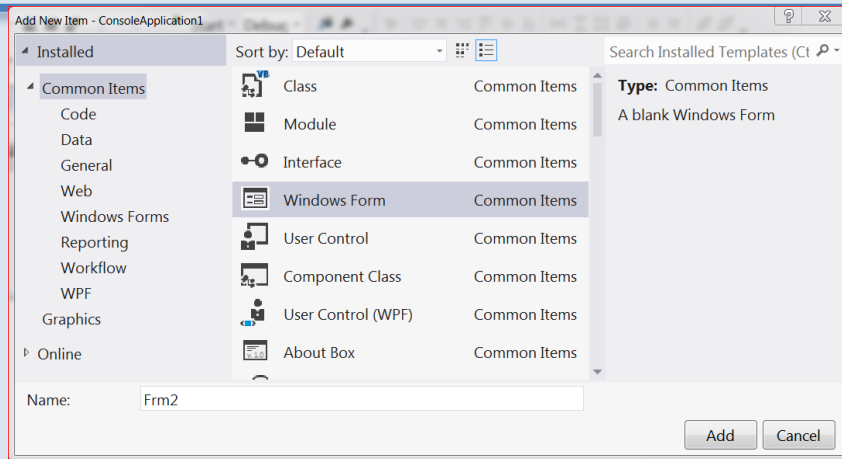 Add New Item - ConsoleApplication1
Installed
Sort by: Default
Search Installed Templates (Ct
Common Items
Code
Data
General
Web
Windows Forms
Reporting
Workflow
WPF
Graphics
Online
VB
Class Common Items
Module Common Items
Interface Common Items
Windows Form Common Items
User Control Common Items
Component Class Common Items
User Control (WPF) Common Items
v. 1.0
About Box Common Items
Type: Common Items
A blank Windows Form
Name: Frm2
Add Cancel